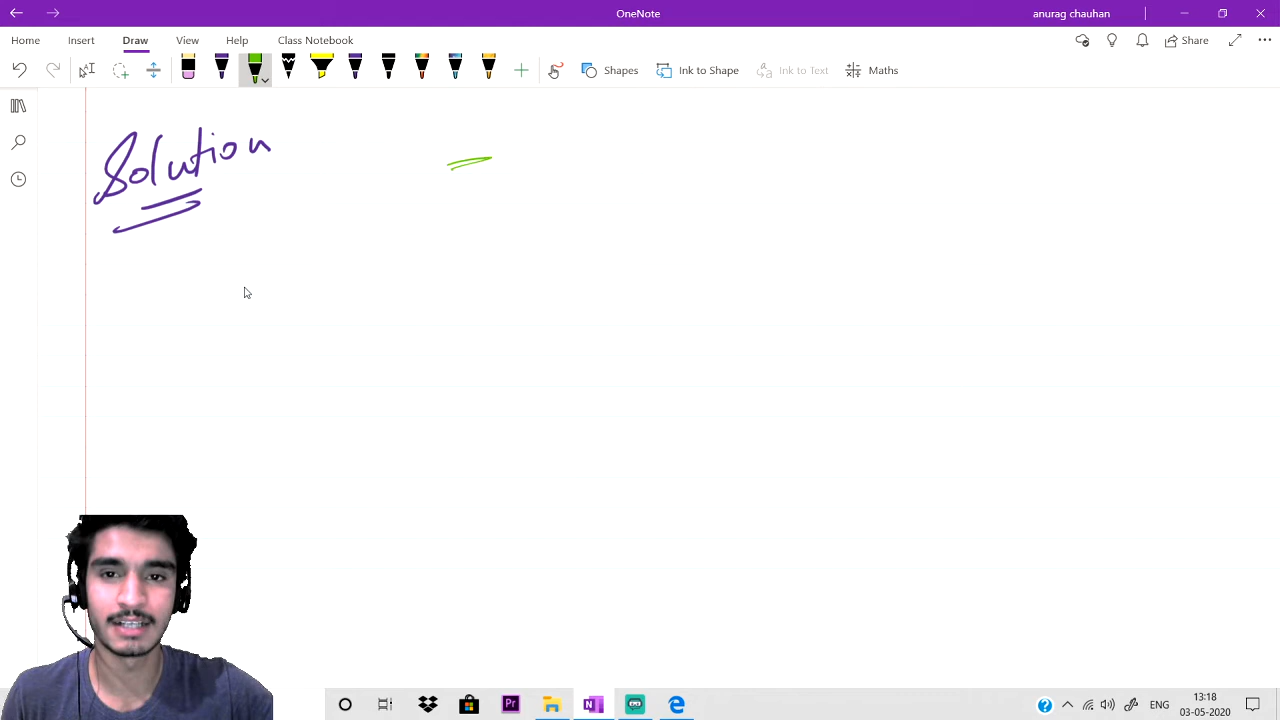 OneNote
anurag chauhan
Home Insert Draw View Help Class Notebook
Share
Shapes Ink to Shape Ink to Text Maths
Solution
ENG
13:18
03-05-2020